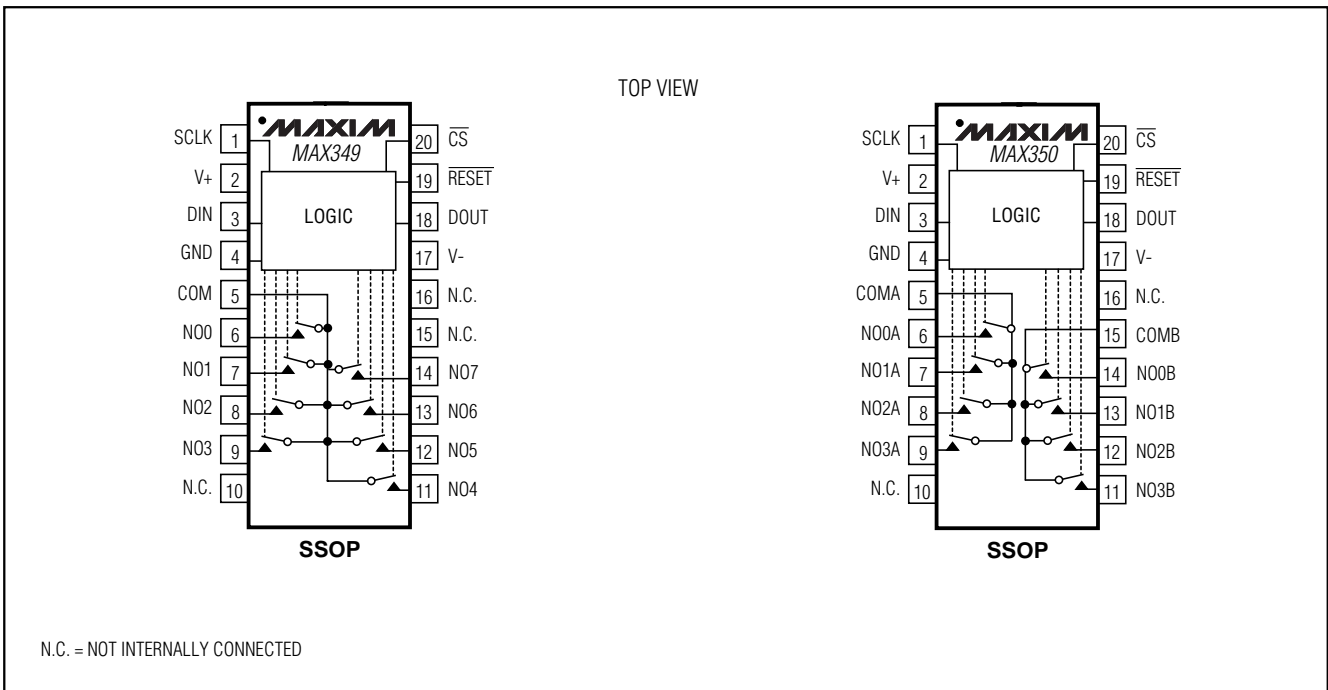 TOP VIEW
MAXIM
MAX349
SCLK 1
V+ 2
DIN 3
GND 4
COM 5
NO0 6
NO1 7
NO2 8
NO3 9
N.C. 10
LOGIC
20 CS
19 RESET
18 DOUT
17 V-
16 N.C.
15 N.C.
14 NO7
13 NO6
12 NO5
11 NO4
SSOP
MAXIM
MAX350
SCLK 1
V+ 2
DIN 3
GND 4
COMA 5
NO0A 6
NO1A 7
NO2A 8
NO3A 9
N.C. 10
LOGIC
20 CS
19 RESET
18 DOUT
17 V-
16 N.C.
15 COMB
14 NO0B
13 NO1B
12 NO2B
11 NO3B
SSOP
N.C. = NOT INTERNALLY CONNECTED